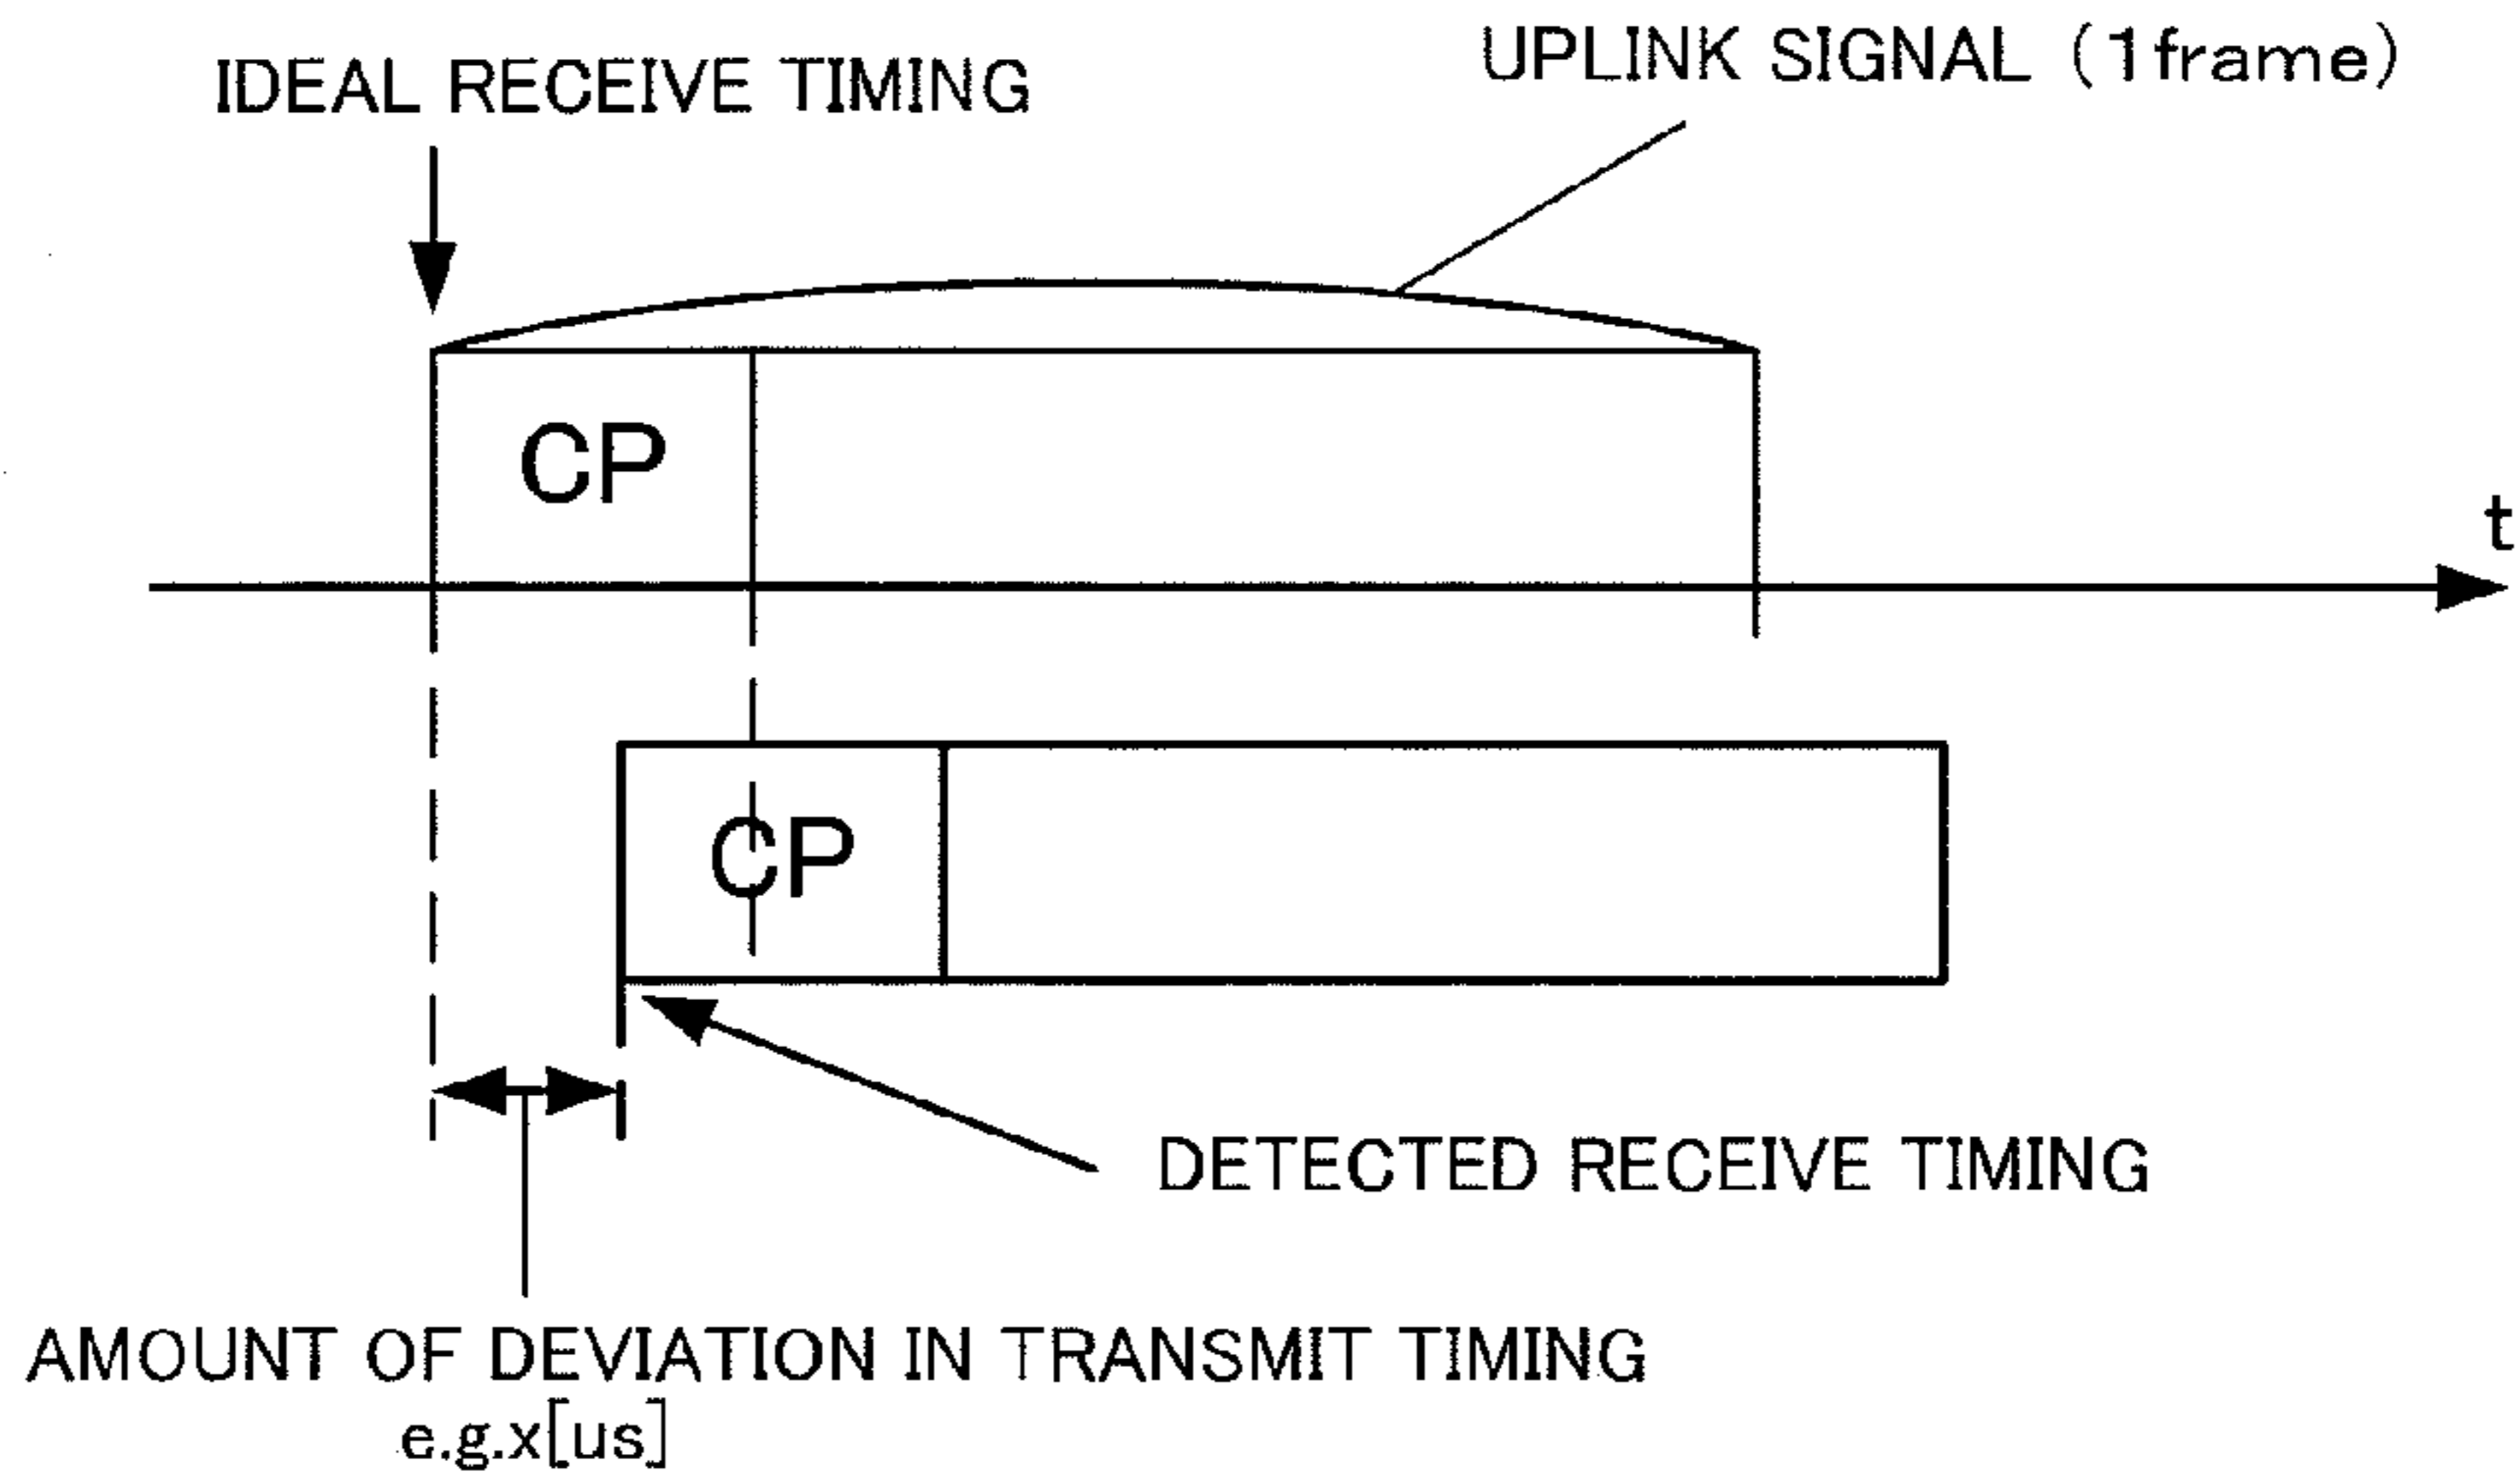 IDEAL RECEIVE TIMING
UPLINK SIGNAL (1frame)
CP
t
CP
DETECTED RECEIVE TIMING
AMOUNT OF DEVIATION IN TRANSMIT TIMING
e.g.x[us]